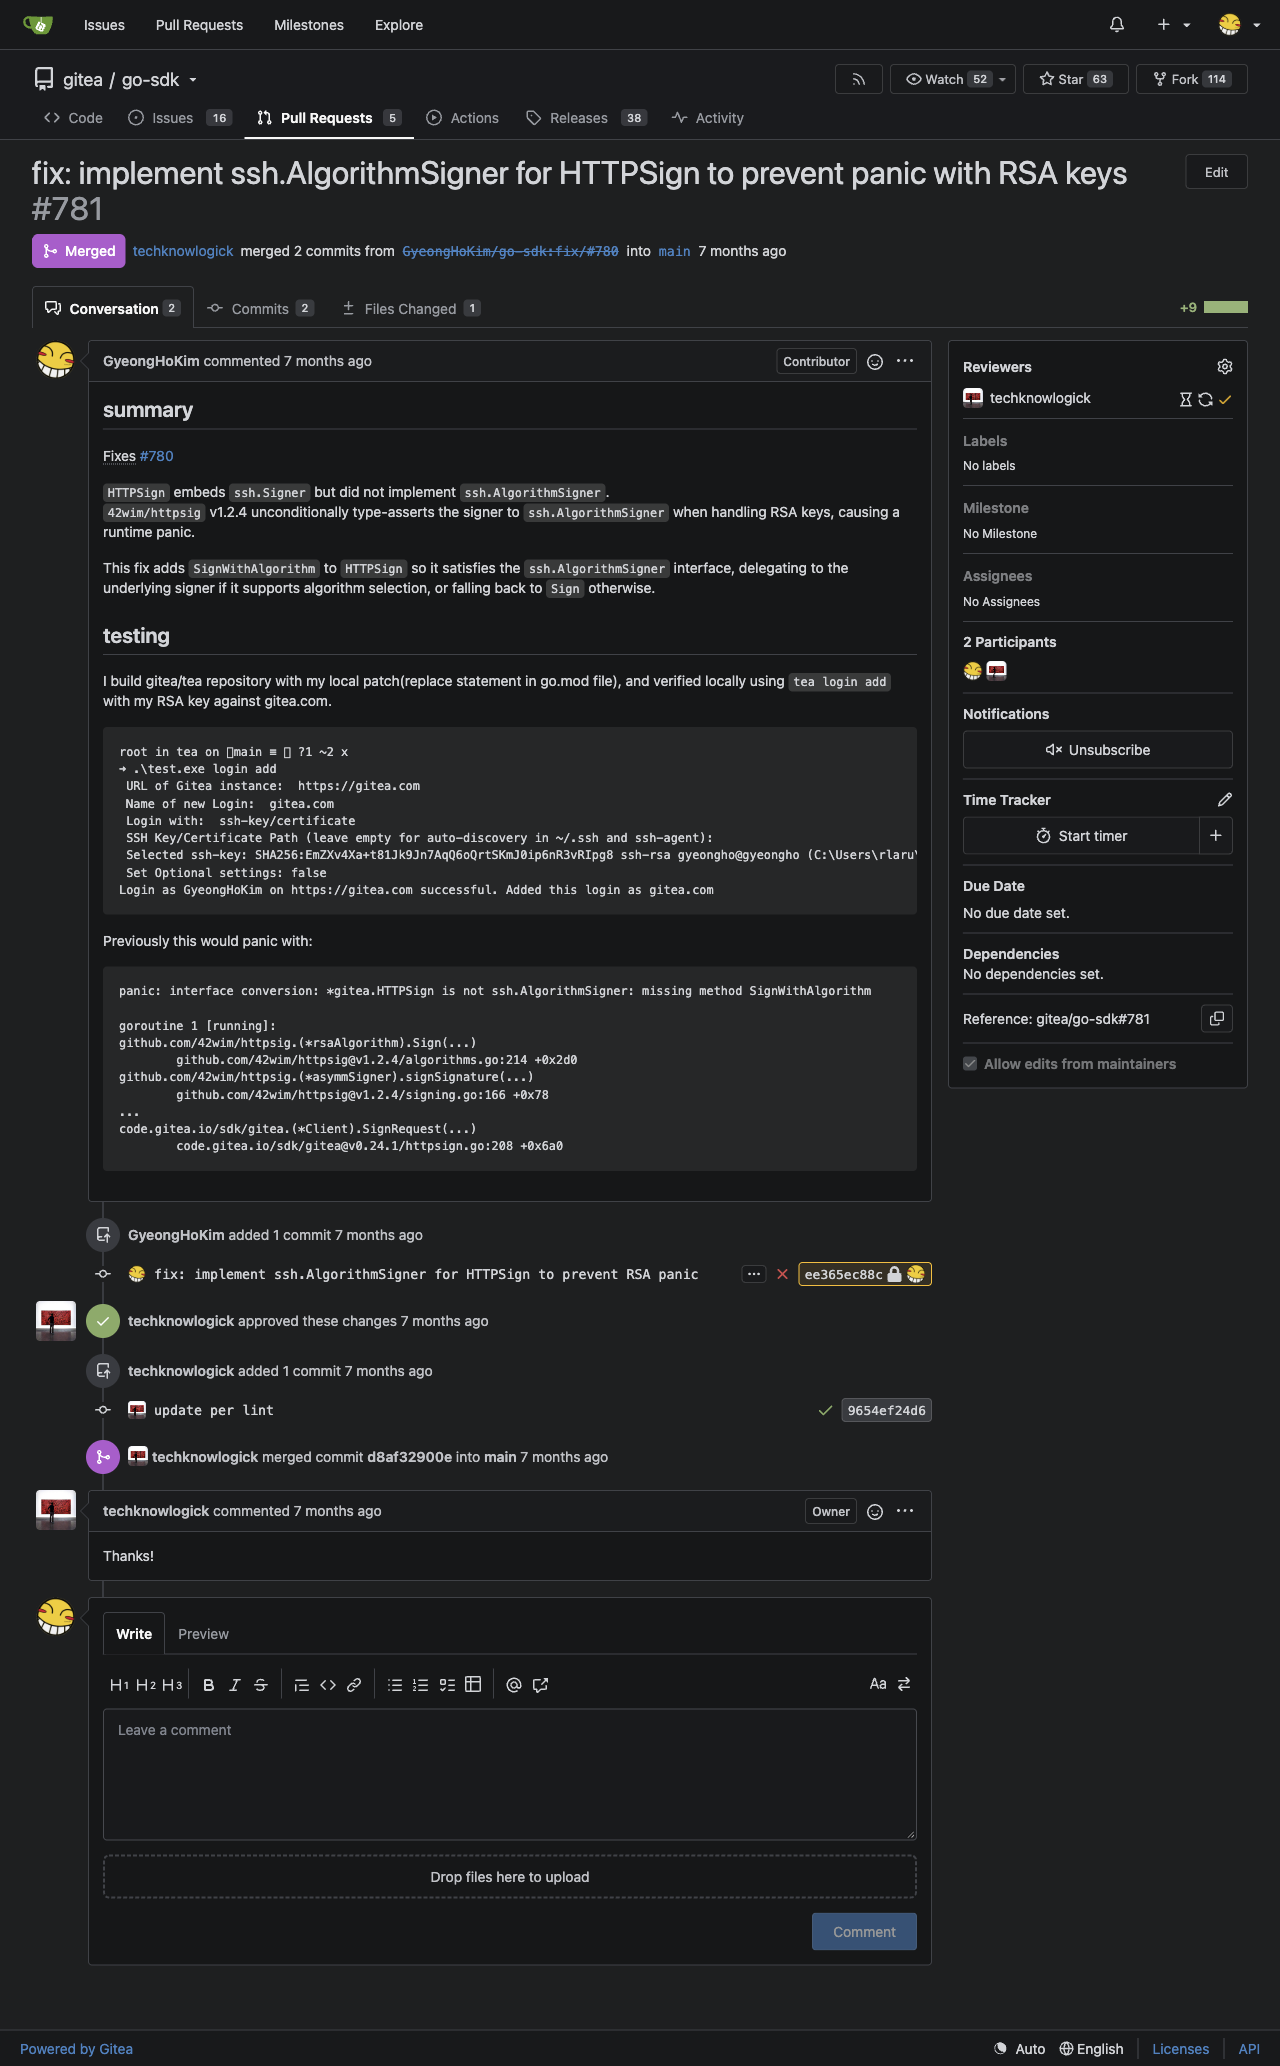 Issues
Pull Requests
Milestones
Explore
gitea / go-sdk
Watch 52
Star 63
Fork 114
Code
Issues 16
Pull Requests 5
Actions
Releases 38
Activity
fix: implement ssh.AlgorithmSigner for HTTPSign to prevent panic with RSA keys
#781
Edit
Merged
techknowlogick merged 2 commits from GyeongHoKim/go-sdk:fix/#780 into main 7 months ago
Conversation 2
Commits 2
Files Changed 1
+9
GyeongHoKim commented 7 months ago
Contributor
summary
Fixes #780
HTTPSign embeds ssh.Signer but did not implement ssh.AlgorithmSigner.
42wim/httpsig v1.2.4 unconditionally type-asserts the signer to ssh.AlgorithmSigner when handling RSA keys, causing a
runtime panic.
This fix adds SignWithAlgorithm to HTTPSign so it satisfies the ssh.AlgorithmSigner interface, delegating to the
underlying signer if it supports algorithm selection, or falling back to Sign otherwise.
testing
I build gitea/tea repository with my local patch(replace statement in go.mod file), and verified locally using tea login add
with my RSA key against gitea.com.
root in tea on main ≡ ?1 ~2 x
➜ .\test.exe login add
URL of Gitea instance: https://gitea.com
Name of new Login: gitea.com
Login with: ssh-key/certificate
SSH Key/Certificate Path (leave empty for auto-discovery in ~/.ssh and ssh-agent):
Selected ssh-key: SHA256:EmZXv4Xa+t81Jk9Jn7AqQ6oQrtSKmJ0ip6nR3vRIpg8 ssh-rsa gyeongho@gyeongho (C:\Users\rlaru\
Set Optional settings: false
Login as GyeongHoKim on https://gitea.com successful. Added this login as gitea.com
Previously this would panic with:
panic: interface conversion: *gitea.HTTPSign is not ssh.AlgorithmSigner: missing method SignWithAlgorithm
goroutine 1 [running]:
github.com/42wim/httpsig.(*rsaAlgorithm).Sign(...)
github.com/42wim/httpsig@v1.2.4/algorithms.go:214 +0x2d0
github.com/42wim/httpsig.(*asymmSigner).signSignature(...)
github.com/42wim/httpsig@v1.2.4/signing.go:166 +0x78
...
code.gitea.io/sdk/gitea.(*Client).SignRequest(...)
code.gitea.io/sdk/gitea@v0.24.1/httpsign.go:208 +0x6a0
GyeongHoKim added 1 commit 7 months ago
fix: implement ssh.AlgorithmSigner for HTTPSign to prevent RSA panic
ee365ec88c
techknowlogick approved these changes 7 months ago
techknowlogick added 1 commit 7 months ago
update per lint
9654ef24d6
techknowlogick merged commit d8af32900e into main 7 months ago
techknowlogick commented 7 months ago
Owner
Thanks!
Write
Preview
H1 H2 H3 B I S
Aa
Leave a comment
Drop files here to upload
Comment
Reviewers
techknowlogick
Labels
No labels
Milestone
No Milestone
Assignees
No Assignees
2 Participants
Notifications
Unsubscribe
Time Tracker
Start timer
Due Date
No due date set.
Dependencies
No dependencies set.
Reference: gitea/go-sdk#781
Allow edits from maintainers
Powered by Gitea
Auto
English
Licenses
API